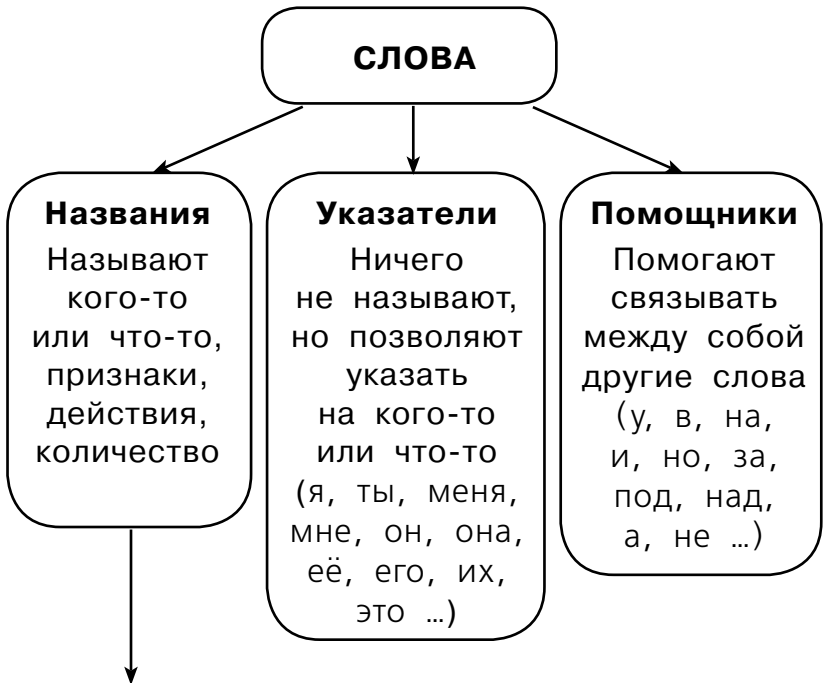 СЛОВА
Названия
Называют
кого-то
или что-то,
признаки,
действия,
количество
Указатели
Ничего
не называют,
но позволяют
указать
на кого-то
или что-то
(я, ты, меня,
мне, он, она,
её, его, их,
это ...)
Помощники
Помогают
связывать
между собой
другие слова
(у, в, на,
и, но, за,
под, над,
а, не ...)